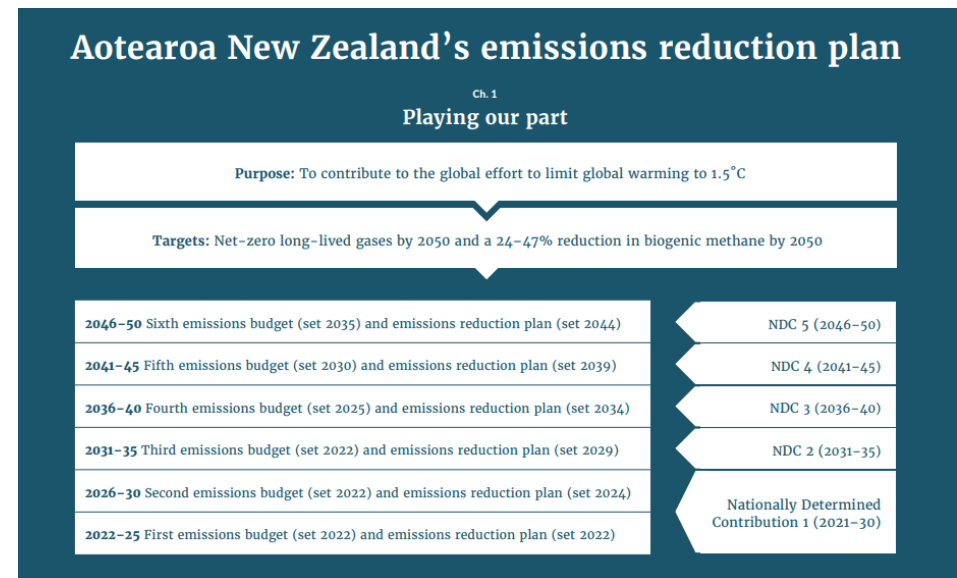 Aotearoa New Zealand's emissions reduction plan
Ch. 1
Playing our part
Purpose: To contribute to the global effort to limit global warming to 1.5˚C
Targets: Net-zero long-lived gases by 2050 and a 24–47% reduction in biogenic methane by 2050
2046–50 Sixth emissions budget (set 2035) and emissions reduction plan (set 2044)
NDC 5 (2046–50)
2041–45 Fifth emissions budget (set 2030) and emissions reduction plan (set 2039)
NDC 4 (2041–45)
2036–40 Fourth emissions budget (set 2025) and emissions reduction plan (set 2034)
NDC 3 (2036–40)
2031–35 Third emissions budget (set 2022) and emissions reduction plan (set 2029)
NDC 2 (2031–35)
2026–30 Second emissions budget (set 2022) and emissions reduction plan (set 2024)
2022–25 First emissions budget (set 2022) and emissions reduction plan (set 2022)
Nationally Determined
Contribution 1 (2021–30)